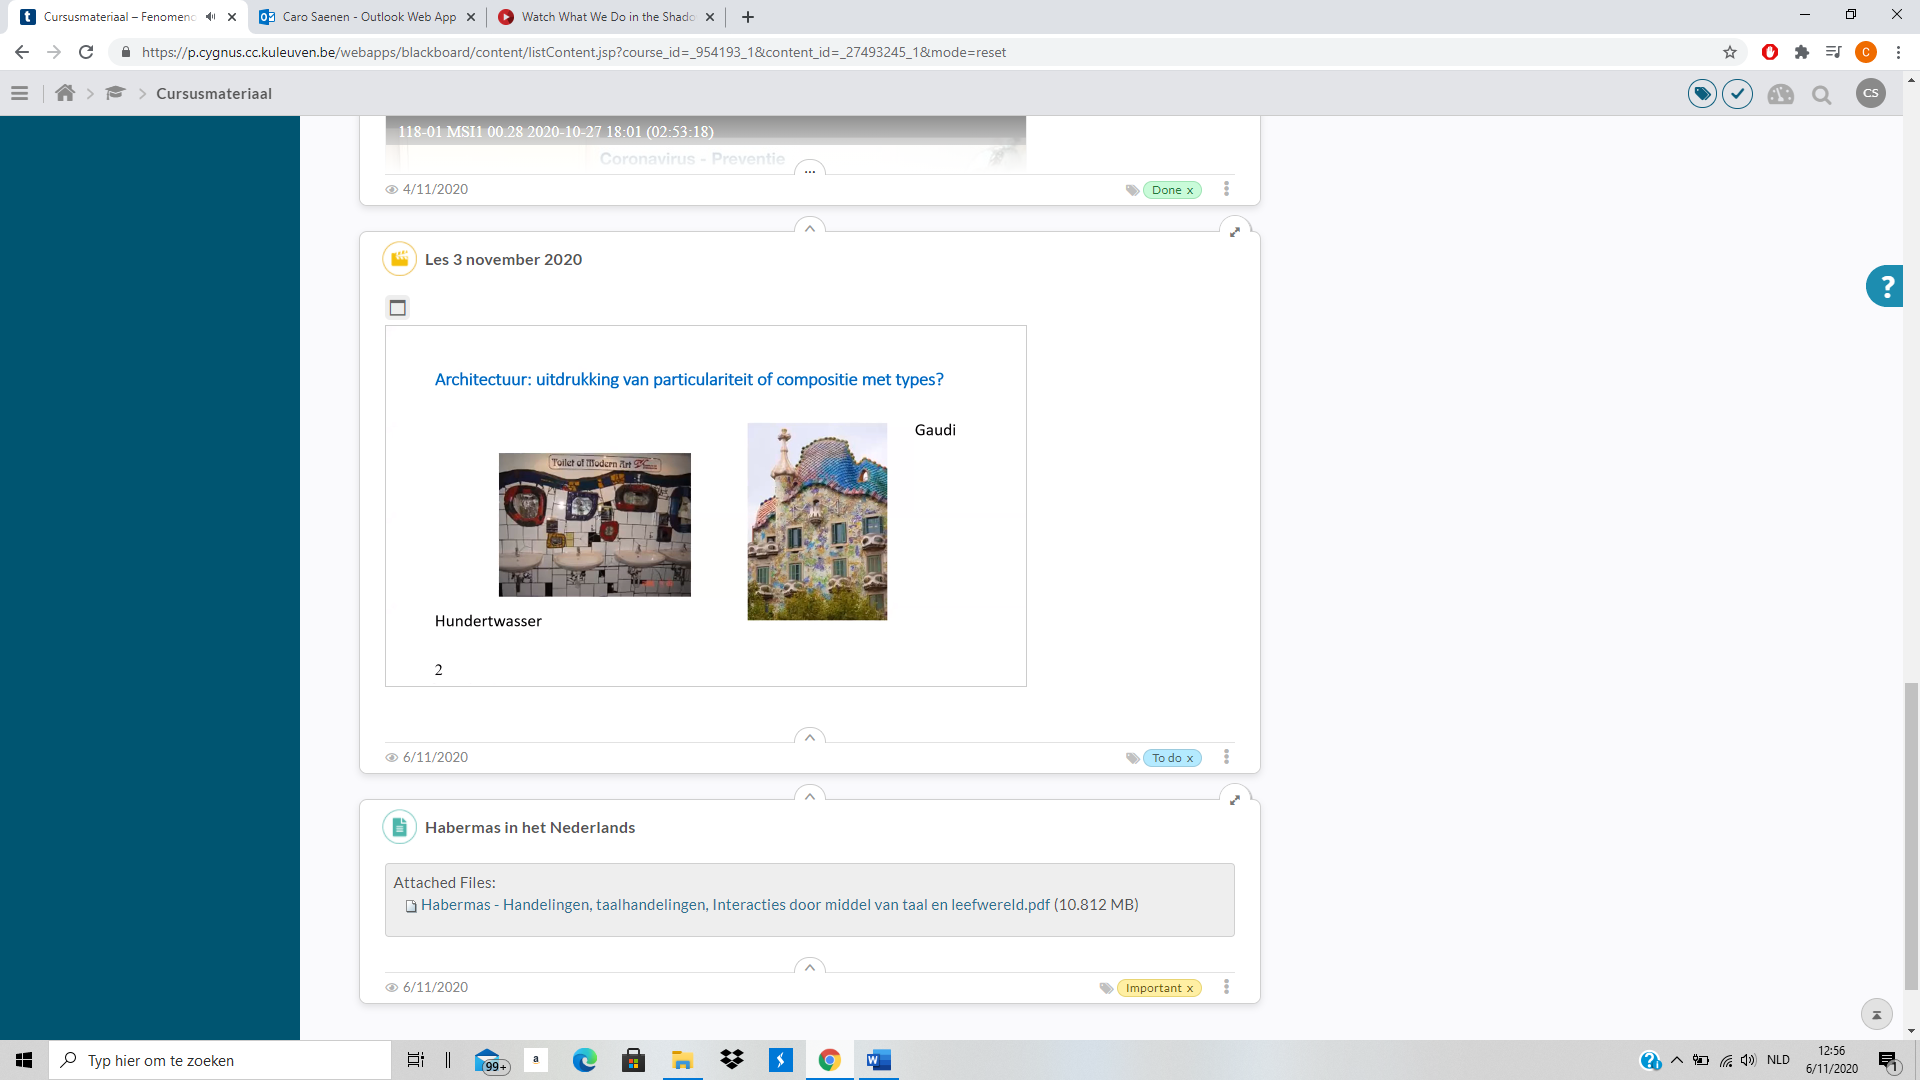 Cursusmateriaal – Fenomeno
Caro Saenen - Outlook Web App
Watch What We Do in the Shado
https://p.cygnus.cc.kuleuven.be/webapps/blackboard/content/listContent.jsp?course_id=_954193_1&content_id=_27493245_1&mode=reset
C
Cursusmateriaal
CS
118-01 MSI1 00.28 2020-10-27 18:01 (02:53:18)
Coronavirus - Preventie
...
4/11/2020
Done x
Les 3 november 2020
?
Architectuur: uitdrukking van particulariteit of compositie met types?
Gaudi
Toilet of Modern Art
Hundertwasser
2
6/11/2020
To do x
Habermas in het Nederlands
Attached Files:
Habermas - Handelingen, taalhandelingen, Interacties door middel van taal en leefwereld.pdf (10.812 MB)
6/11/2020
Important x
Typ hier om te zoeken
99+
a
NLD
12:56
6/11/2020
1